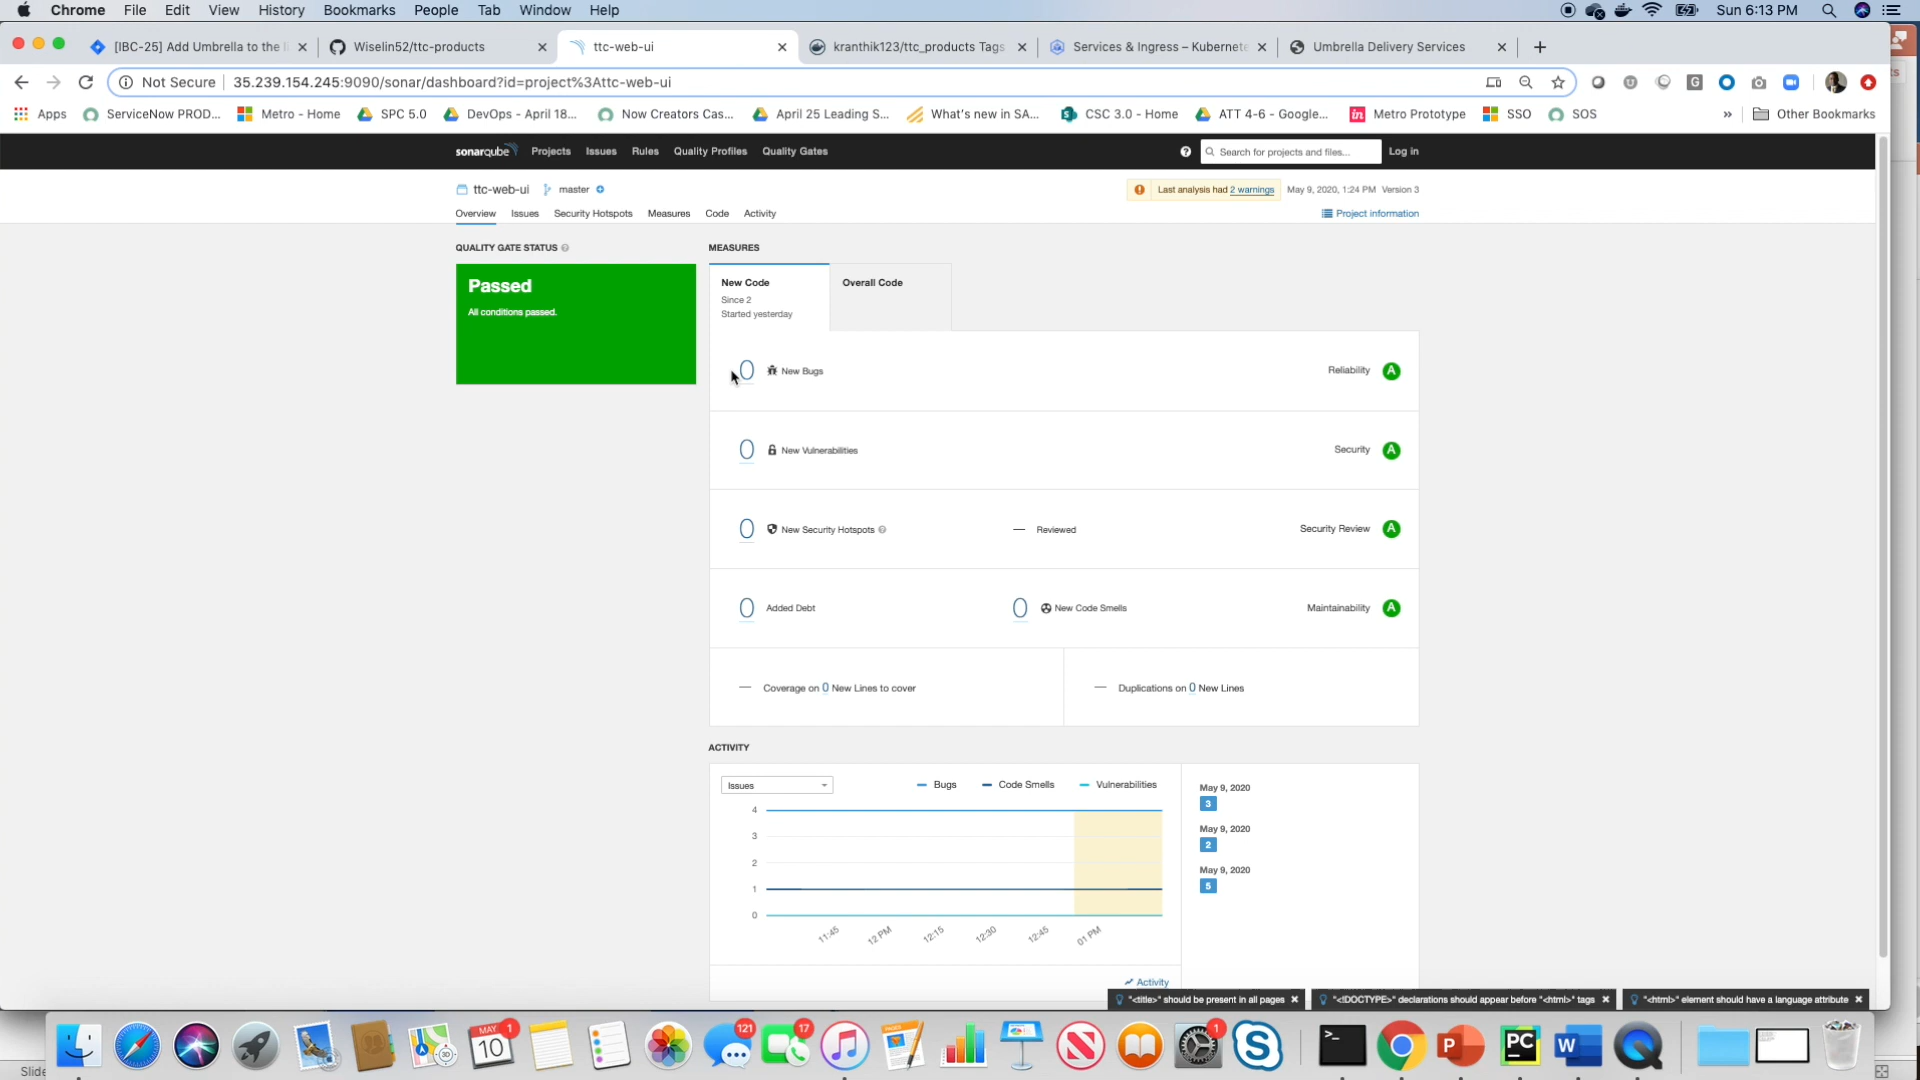 Chrome File Edit View History Bookmarks People Tab Window Help Sun 6:13 PM
[IBC-25] Add Umbrella to the
Wiselin52/ttc-products
ttc-web-ui
kranthik123/ttc_products Tags
Services & Ingress – Kubernete
Umbrella Delivery Services
Not Secure 35.239.154.245:9090/sonar/dashboard?id=project%3Attc-web-ui
Apps ServiceNow PROD... Metro - Home SPC 5.0 DevOps - April 18... Now Creators Cas... April 25 Leading S... What's new in SA... CSC 3.0 - Home ATT 4-6 - Google... Metro Prototype SSO SOS » Other Bookmarks
sonarqube Projects Issues Rules Quality Profiles Quality Gates Search for projects and files... Log in
ttc-web-ui master Last analysis had 2 warnings May 9, 2020, 1:24 PM Version 3
Overview Issues Security Hotspots Measures Code Activity Project information
QUALITY GATE STATUS
Passed
All conditions passed.
MEASURES
New Code
Since 2
Started yesterday
Overall Code
0 New Bugs Reliability A
0 New Vulnerabilities Security A
0 New Security Hotspots — Reviewed Security Review A
0 Added Debt 0 New Code Smells Maintainability A
— Coverage on 0 New Lines to cover — Duplications on 0 New Lines
ACTIVITY
Issues Bugs Code Smells Vulnerabilities
4
3
2
1
0
11:45 12 PM 12:15 12:30 12:45 01 PM
Activity
May 9, 2020
3
May 9, 2020
2
May 9, 2020
5
"<title>" should be present in all pages
"<!DOCTYPE>" declarations should appear before "<html>" tags
"<html>" element should have a language attribute
MAY
10
1
121
17
PAGES
1
P
PC
W
Slide